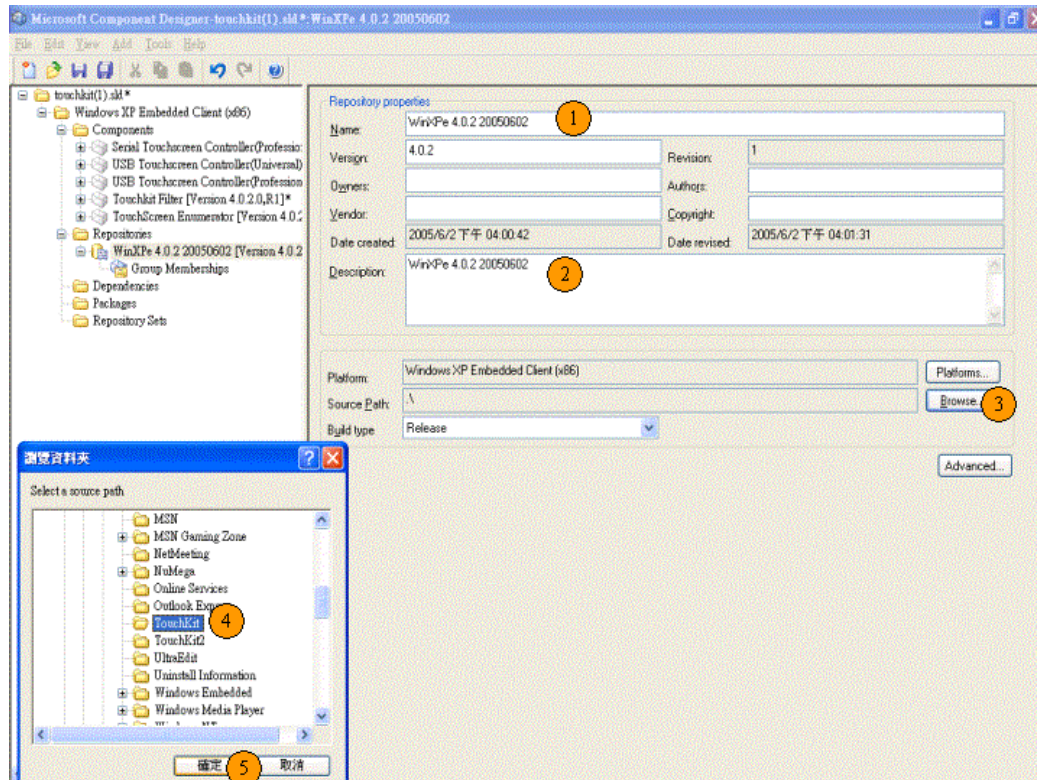 Microsoft Component Designer-touchkit(1).sld *:WinXPe 4.0.2 20050602
File Edit View Add Tools Help
touchkit(1).sld*
Windows XP Embedded Client (x86)
Components
Serial Touchscreen Controller(Professio:
USB Touchscreen Controller(Universal)
USB Touchscreen Controller(Profession
Touchkit Filter [Version 4.0.2.0,R1]*
TouchScreen Enumerator [Version 4.0.2
Repositories
WinXPe 4.0.2 20050602 [Version 4.0.2
Group Memberships
Dependencies
Packages
Repository Sets
Repository properties
Name: WinXPe 4.0.2 20050602 1
Version: 4.0.2 Revision: 1
Owners: Authors:
Vendor: Copyright:
Date created: 2005/6/2 下午 04:00:42 Date revised: 2005/6/2 下午 04:01:31
Description: WinXPe 4.0.2 20050602 2
Platform: Windows XP Embedded Client (x86) Platforms...
Source Path: .\ Browse... 3
Build type Release
Advanced...
瀏覽資料夾
Select a source path
MSN
MSN Gaming Zone
NetMeeting
NuMega
Online Services
Outlook Exp
TouchKit 4
TouchKit2
UltraEdit
Uninstall Information
Windows Embedded
Windows Media Player
確定 5 取消